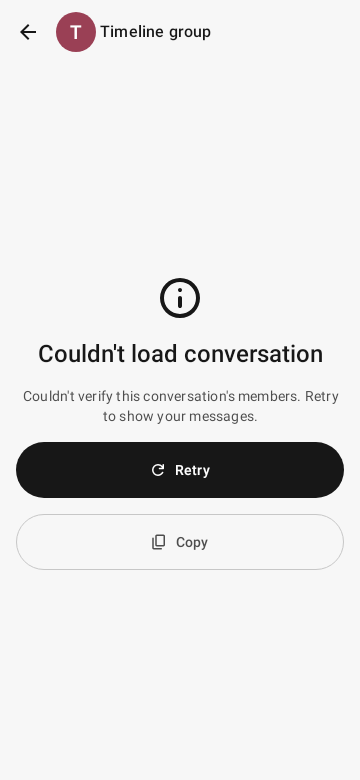 T
Timeline group
Couldn't load conversation
Couldn't verify this conversation's members. Retry
to show your messages.
Retry
Copy